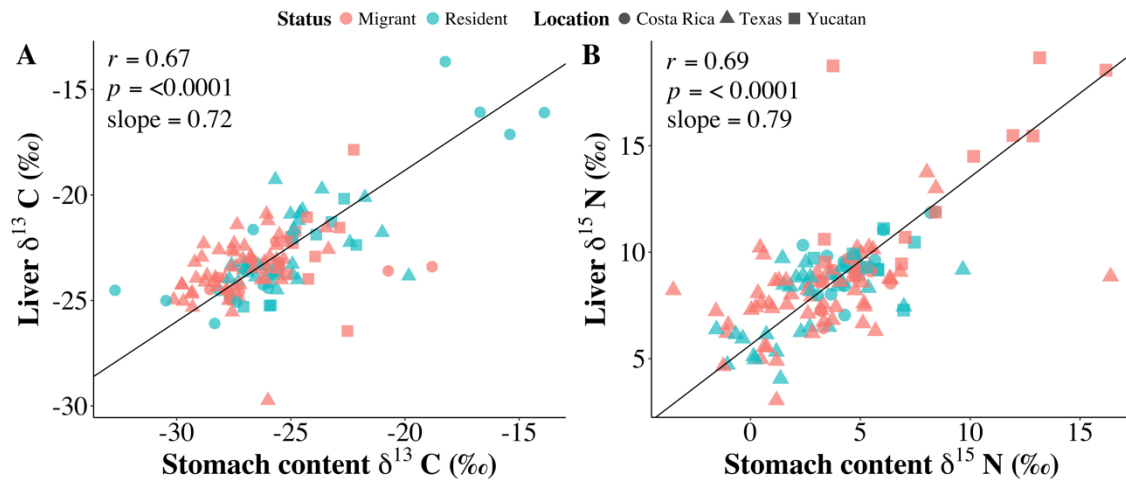 Status Migrant Resident Location Costa Rica Texas Yucatan
A
r = 0.67
p = <0.0001
slope = 0.72
-15
-20
-25
-30
Liver δ¹³ C (‰)
-30 -25 -20 -15
Stomach content δ¹³ C (‰)
B
r = 0.69
p = < 0.0001
slope = 0.79
15
10
5
Liver δ¹⁵ N (‰)
0 5 10 15
Stomach content δ¹⁵ N (‰)